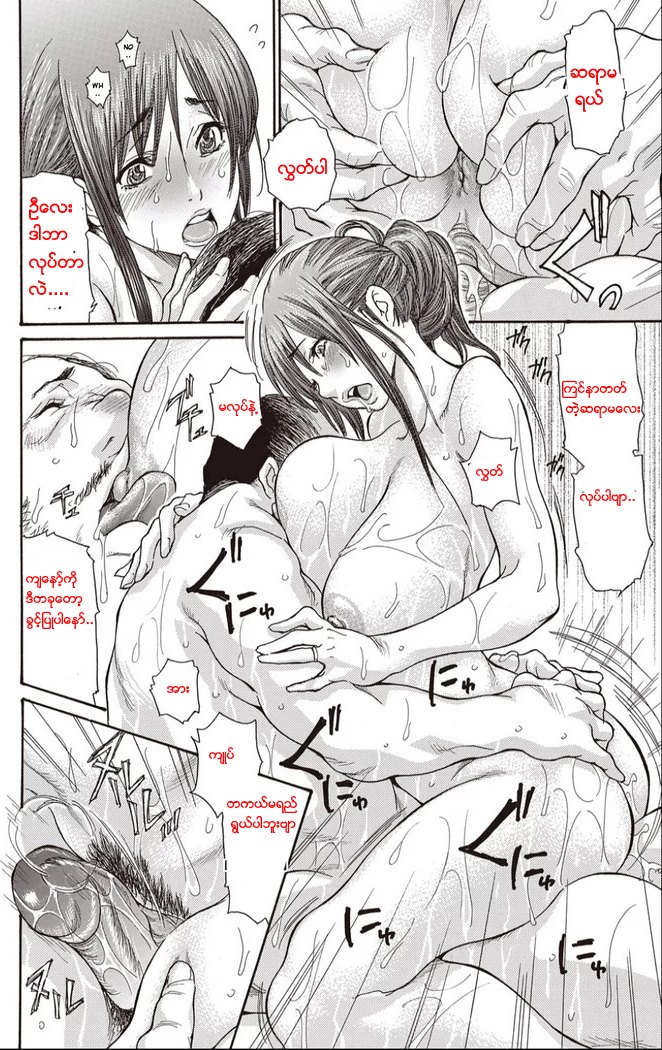 ဆရာမ
ရယ်
လွှတ်ပါ
NO
WH
ဦလေး
ဒါဘာ
လုပ်တာ
လဲ....
ကြင်နာတတ်
တဲ့ဆရာမလေး
လုပ်ပါဗျာ..
လွှတ်
မလုပ်နဲ့
ကျနော့်ကို
ဒီတခုတော့
ခွင့်ပြုပါနော်..
အား
ကျုပ်
တကယ်မရည်
ရွယ်ပါဘူးဗျာ